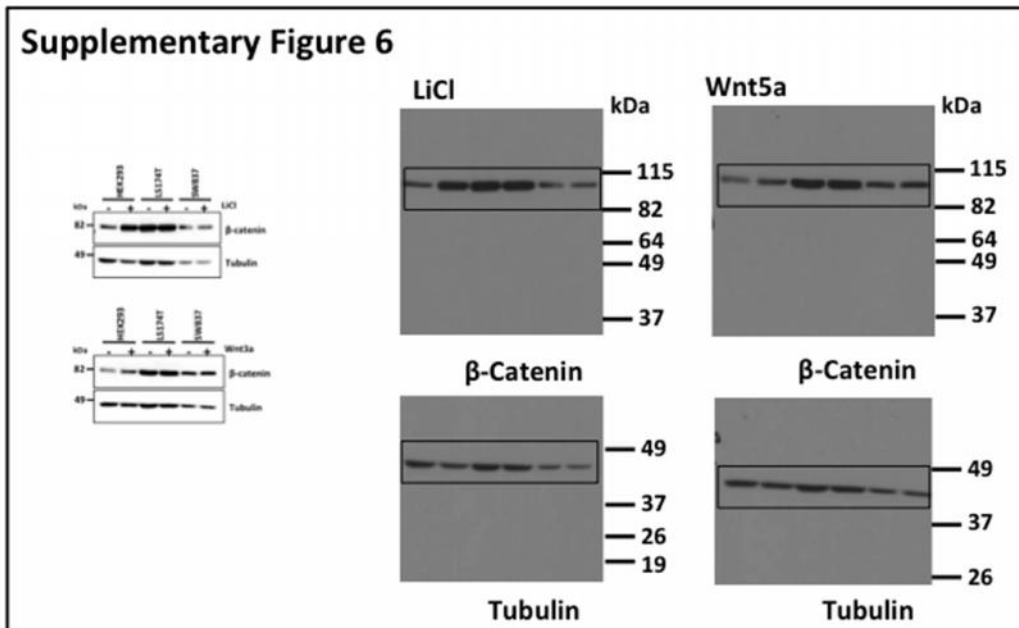 Supplementary Figure 6
HEK293 LS174T SW837
kDa - + - + - + LiCl
82 β-catenin
49 Tubulin
HEK293 LS174T SW837
kDa - + - + - + Wnt3a
82 β-catenin
49 Tubulin
LiCl
kDa
115
82
64
49
37
β-Catenin
49
37
26
19
Tubulin
Wnt5a
kDa
115
82
64
49
37
β-Catenin
49
37
26
Tubulin